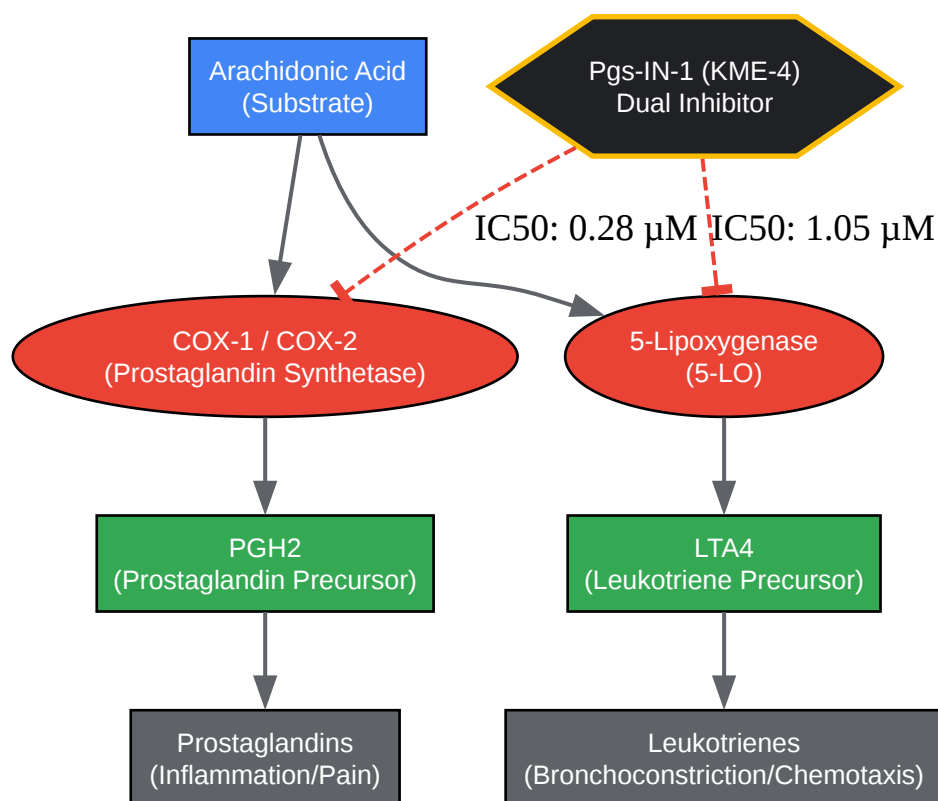 Arachidonic Acid
(Substrate)
Pgs-IN-1 (KME-4)
Dual Inhibitor
IC50: 0.28 µM
IC50: 1.05 µM
COX-1 / COX-2
(Prostaglandin Synthetase)
5-Lipoxygenase
(5-LO)
PGH2
(Prostaglandin Precursor)
LTA4
(Leukotriene Precursor)
Prostaglandins
(Inflammation/Pain)
Leukotrienes
(Bronchoconstriction/Chemotaxis)